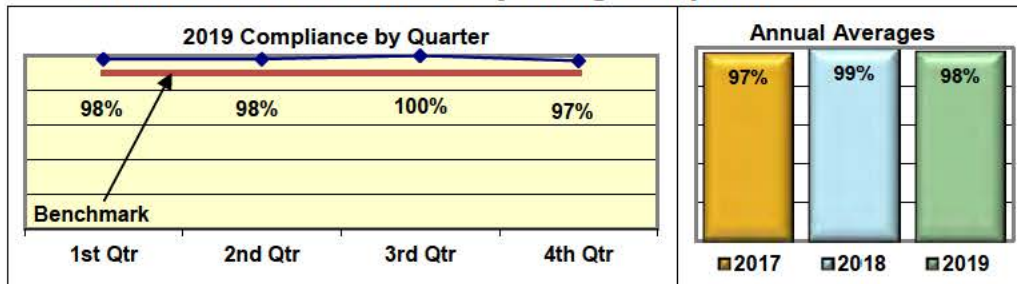 2019 Compliance by Quarter
98%
98%
100%
97%
Benchmark
1st Qtr
2nd Qtr
3rd Qtr
4th Qtr
Annual Averages
97%
99%
98%
2017
2018
2019